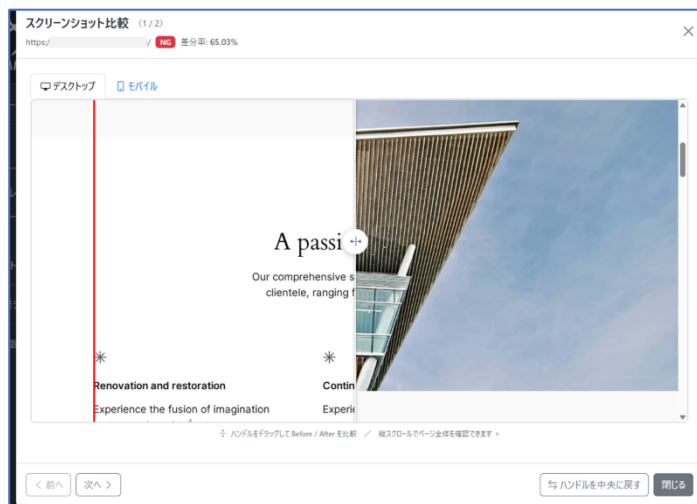 スクリーンショット比較 (1 / 2)
https:/ / NG 差分率: 65.03%
デスクトップ モバイル
A passi
Our comprehensive s
clientele, ranging f
Renovation and restoration Contin
Experience the fusion of imagination Experie
ハンドルをドラッグして Before / After を比較 / 縦スクロールでページ全体を確認できます >
< 前へ 次へ > ハンドルを中央に戻す 閉じる